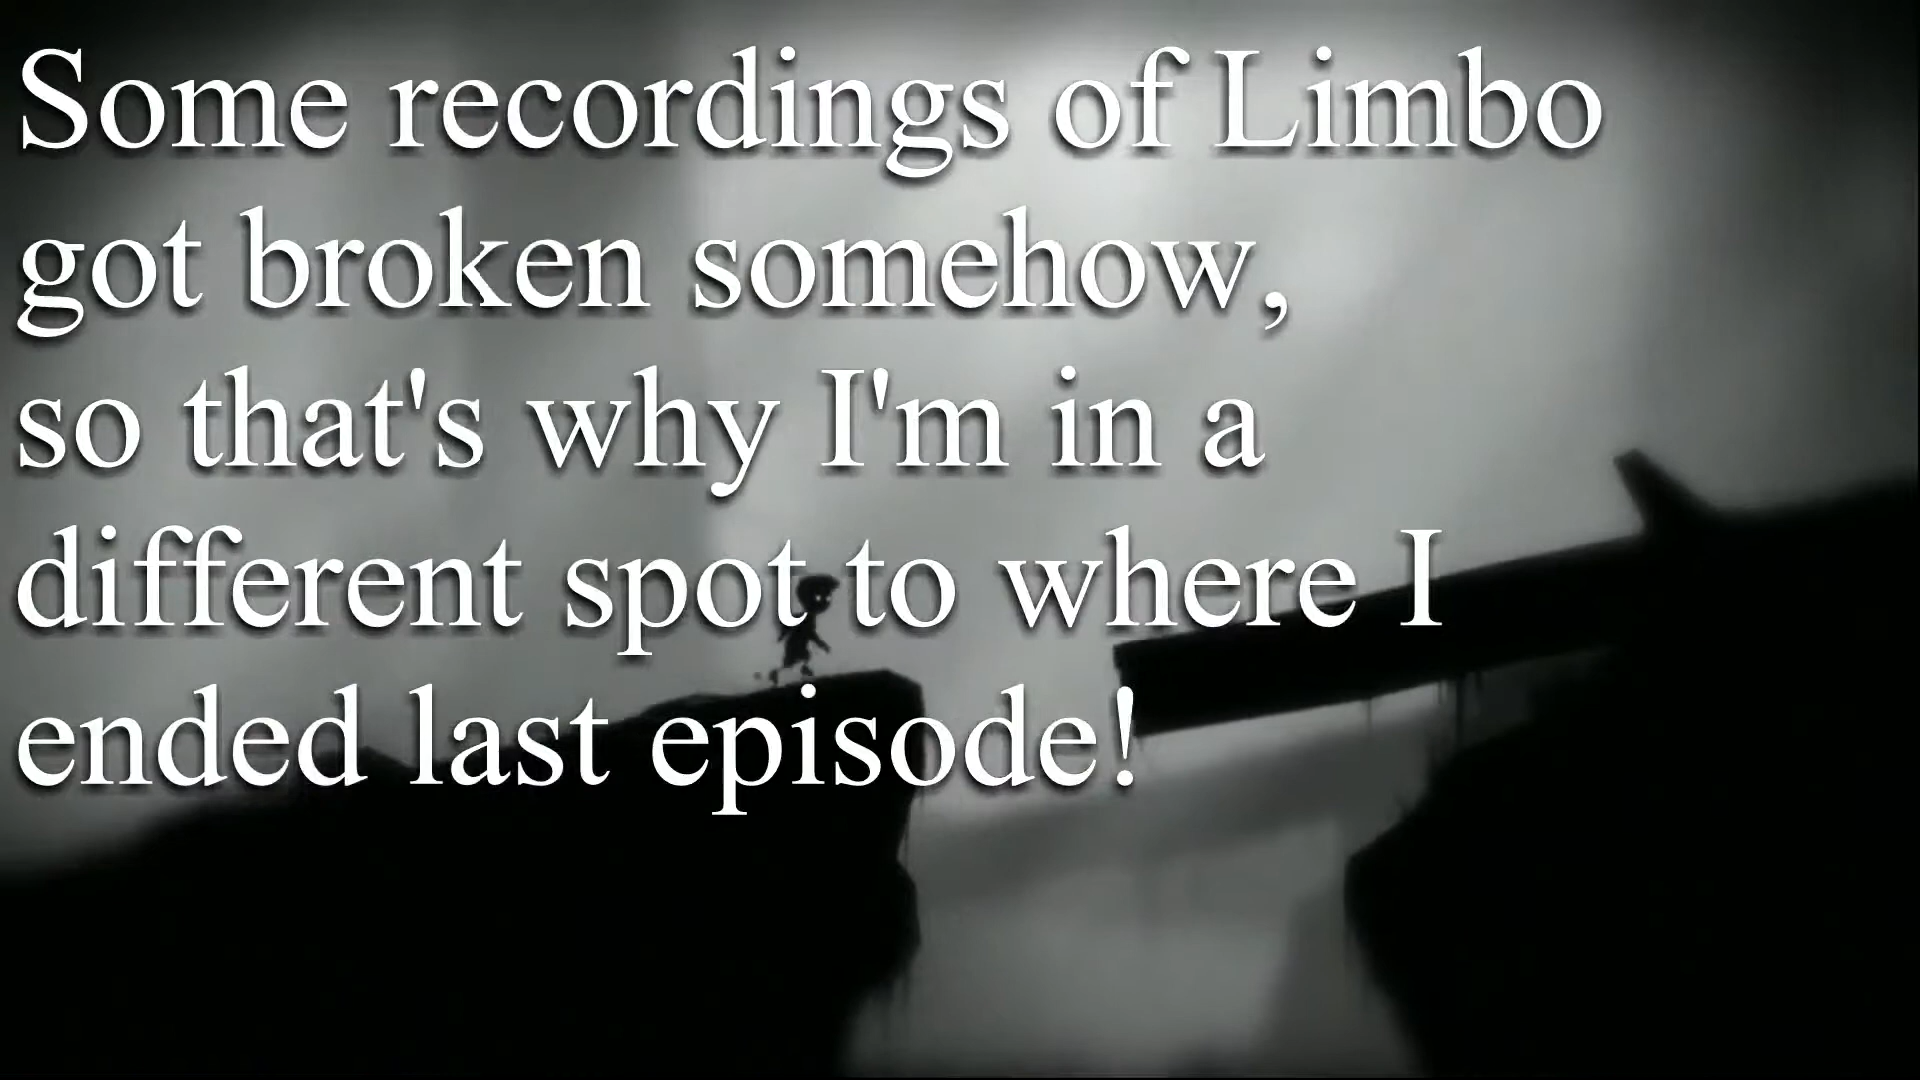 Some recordings of Limbo
got broken somehow,
so that's why I'm in a
different spot to where I
ended last episode!